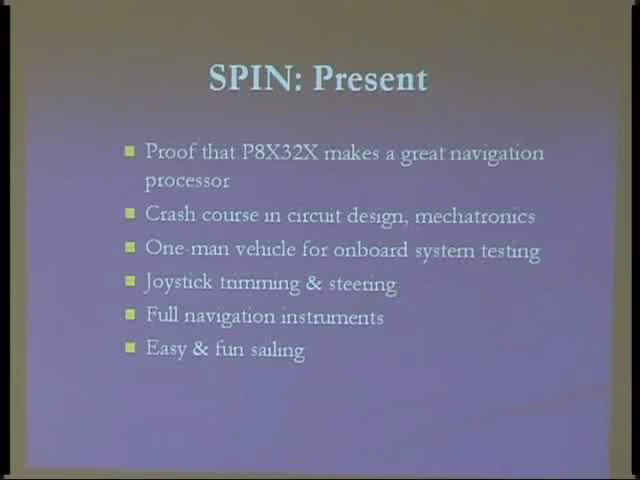 SPIN: Present
Proof that P8X32X makes a great navigation
processor
Crash course in circuit design, mechatronics
One-man vehicle for onboard system testing
Joystick trimming & steering
Full navigation instruments
Easy & fun sailing